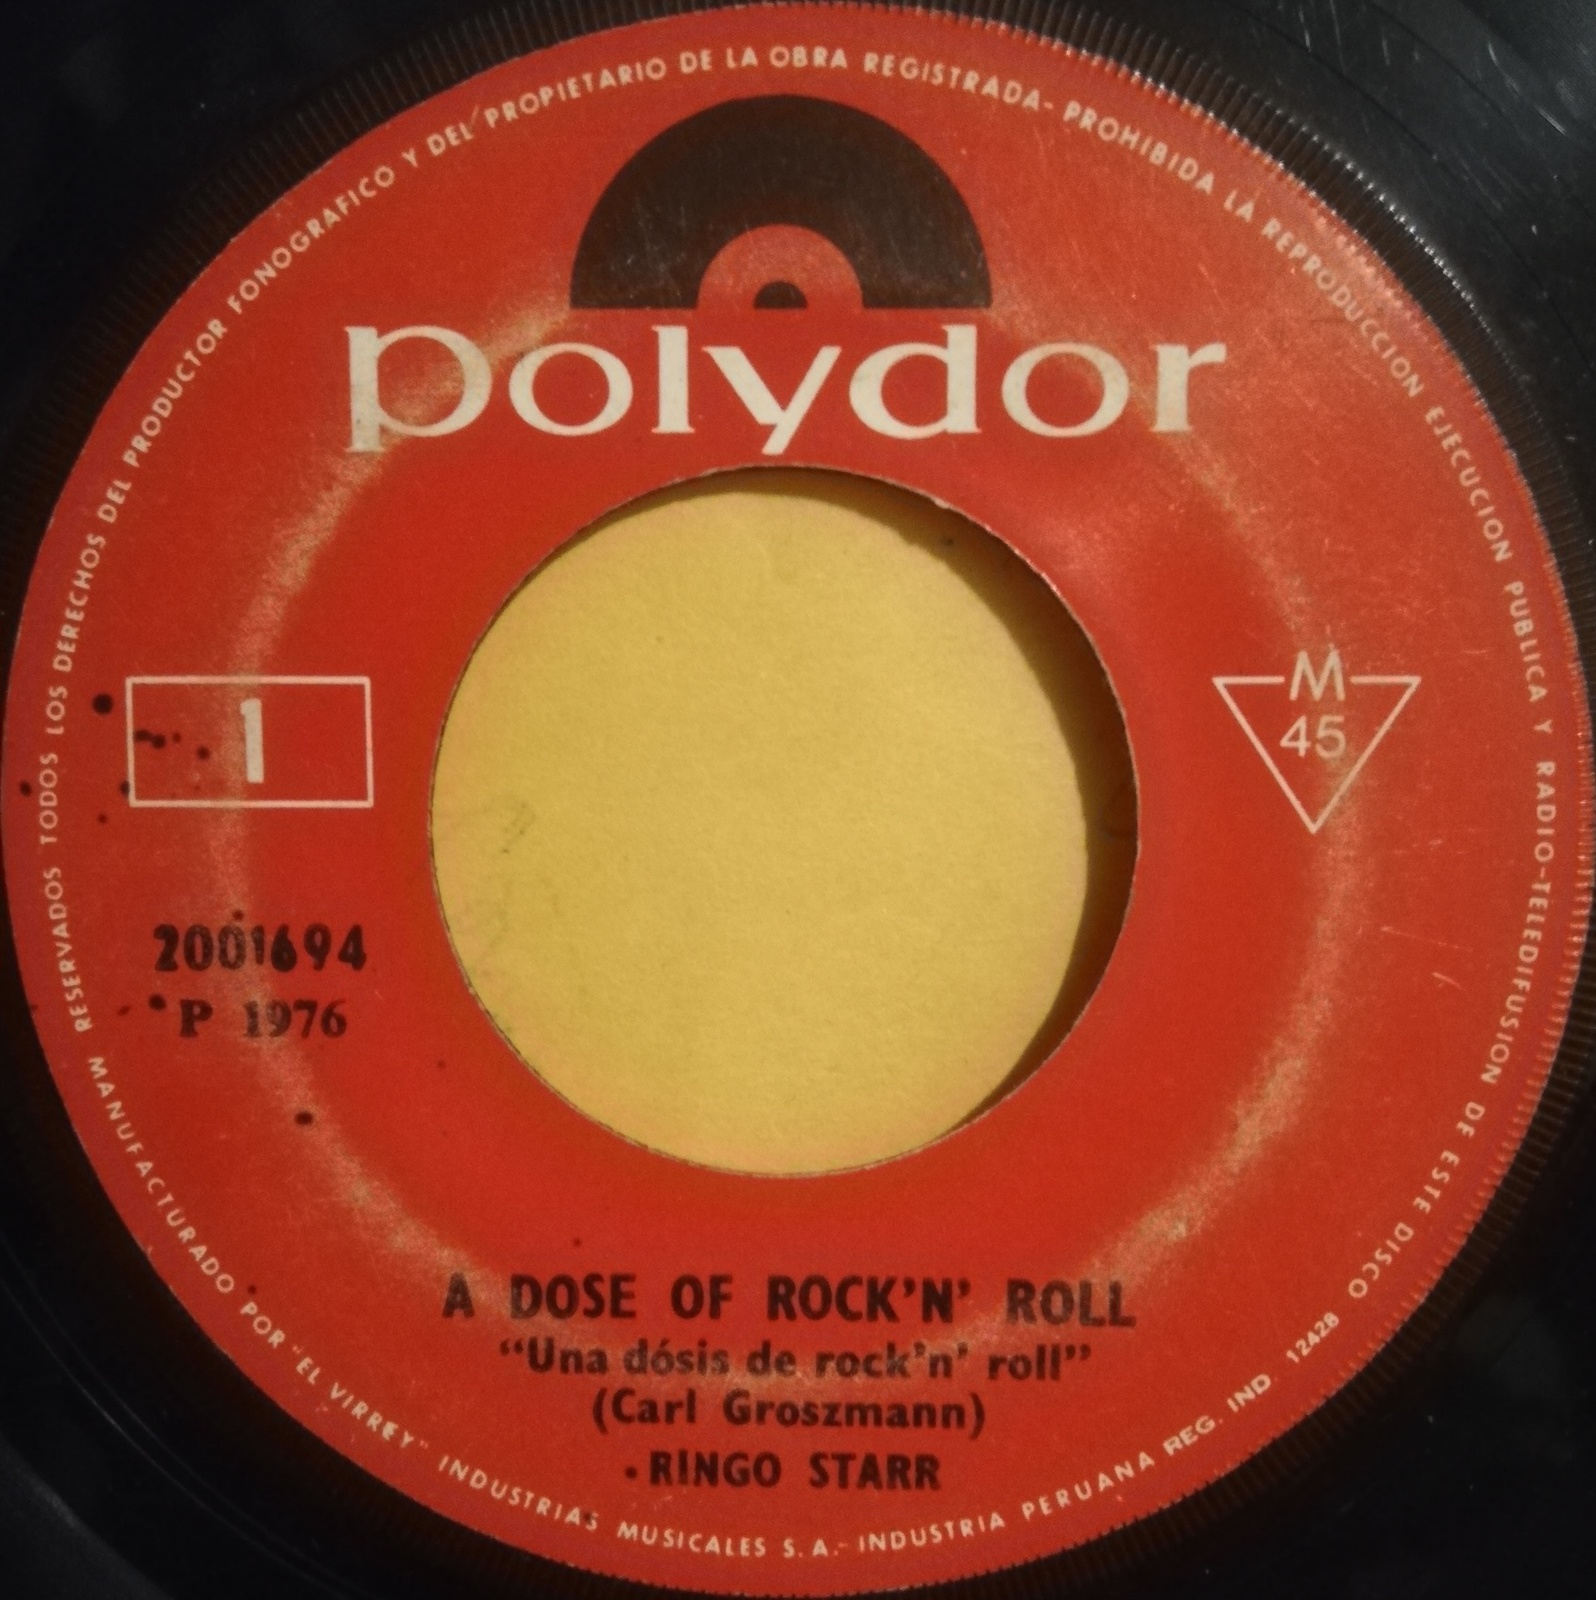 RESERVADOS TODOS LOS DERECHOS DEL PRODUCTOR FONOGRAFICO Y DEL PROPIETARIO DE LA OBRA REGISTRADA- PROHIBIDA LA REPRODUCCION EJECUCION PUBLICA Y RADIO-TELEDIFUSION DE ESTE DISCO
polydor
1
M
45
2001694
P 1976
A DOSE OF ROCK'N' ROLL
“Una dósis de rock'n' roll”
(Carl Groszmann)
RINGO STARR
MANUFACTURADO POR "EL VIRREY" INDUSTRIAS MUSICALES S. A.- INDUSTRIA PERUANA REG. IND. 12428